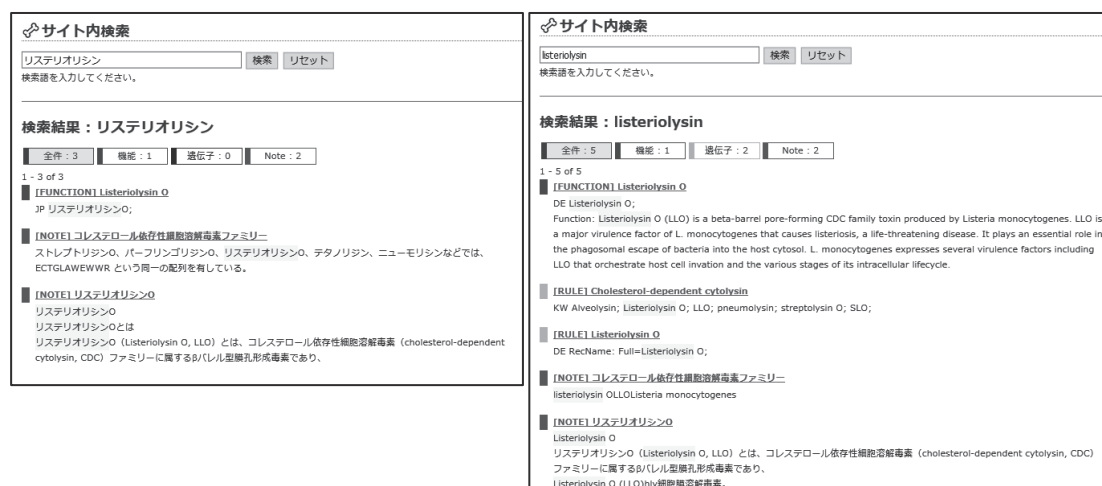 サイト内検索
リステリオリシン 検索 リセット
検索語を入力してください。
検索結果：リステリオリシン
全件：3 機能：1 遺伝子：0 Note：2
1 - 3 of 3
[FUNCTION] Listeriolysin O
JP リステリオリシンO;
[NOTE] コレステロール依存性細胞溶解毒素ファミリー
ストレプトリジンO、パーフリンゴリジンO、リステリオリシンO、テタノリジン、ニューモリシンなどでは、
ECTGLAWEWWR という同一の配列を有している。
[NOTE] リステリオリシンO
リステリオリシンO
リステリオリシンOとは
リステリオリシンO（Listeriolysin O, LLO）とは、コレステロール依存性細胞溶解毒素（cholesterol-dependent
cytolysin, CDC）ファミリーに属するβバレル型膜孔形成毒素であり、
サイト内検索
listeriolysin 検索 リセット
検索語を入力してください。
検索結果：listeriolysin
全件：5 機能：1 遺伝子：2 Note：2
1 - 5 of 5
[FUNCTION] Listeriolysin O
DE Listeriolysin O;
Function: Listeriolysin O (LLO) is a beta-barrel pore-forming CDC family toxin produced by Listeria monocytogenes. LLO is
a major virulence factor of L. monocytogenes that causes listeriosis, a life-threatening disease. It plays an essential role in
the phagosomal escape of bacteria into the host cytosol. L. monocytogenes expresses several virulence factors including
LLO that orchestrate host cell invation and the various stages of its intracellular lifecycle.
[RULE] Cholesterol-dependent cytolysin
KW Alveolysin; Listeriolysin O; LLO; pneumolysin; streptolysin O; SLO;
[RULE] Listeriolysin O
DE RecName: Full=Listeriolysin O;
[NOTE] コレステロール依存性細胞溶解毒素ファミリー
listeriolysin OLLOListeria monocytogenes
[NOTE] リステリオリシンO
Listeriolysin O
リステリオリシンO（Listeriolysin O, LLO）とは、コレステロール依存性細胞溶解毒素（cholesterol-dependent cytolysin, CDC）
ファミリーに属するβバレル型膜孔形成毒素であり、
Listeriolysin O (LLO)hly細胞膜溶解毒素。